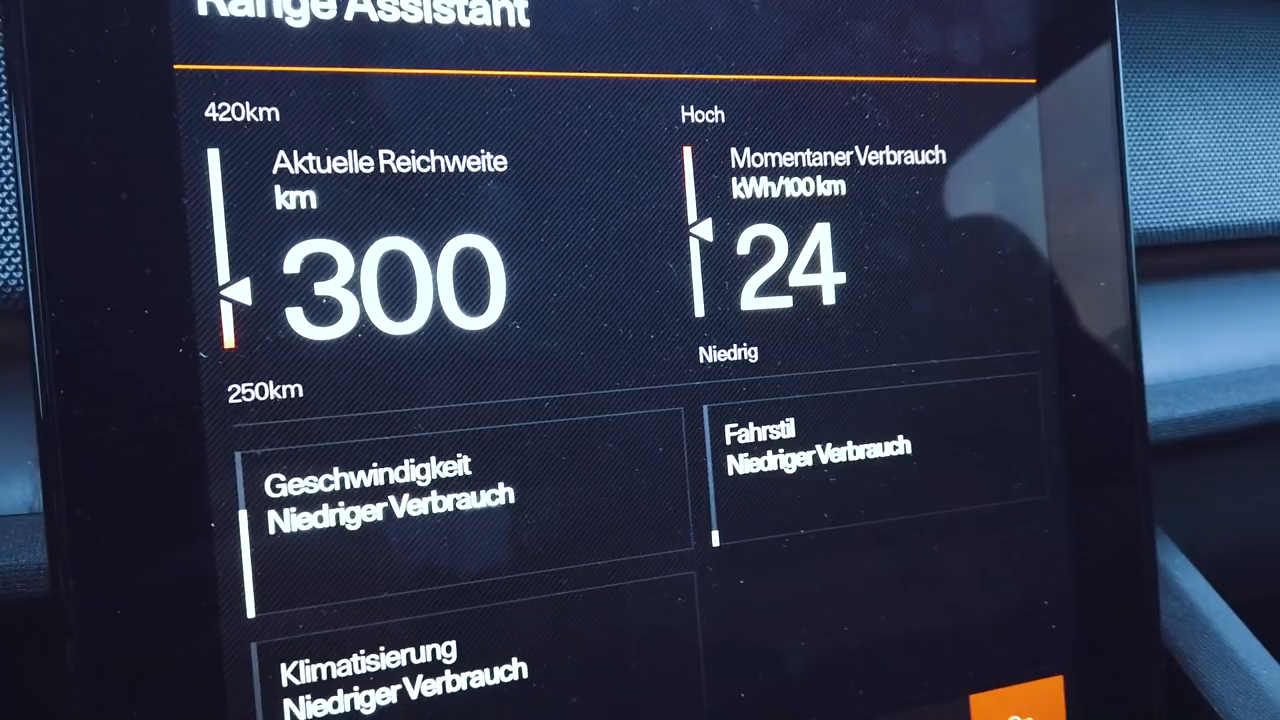 Range Assistant
420km
Aktuelle Reichweite
km
300
250km
Hoch
Momentaner Verbrauch
kWh/100 km
24
Niedrig
Geschwindigkeit
Niedriger Verbrauch
Fahrstil
Niedriger Verbrauch
Klimatisierung
Niedriger Verbrauch